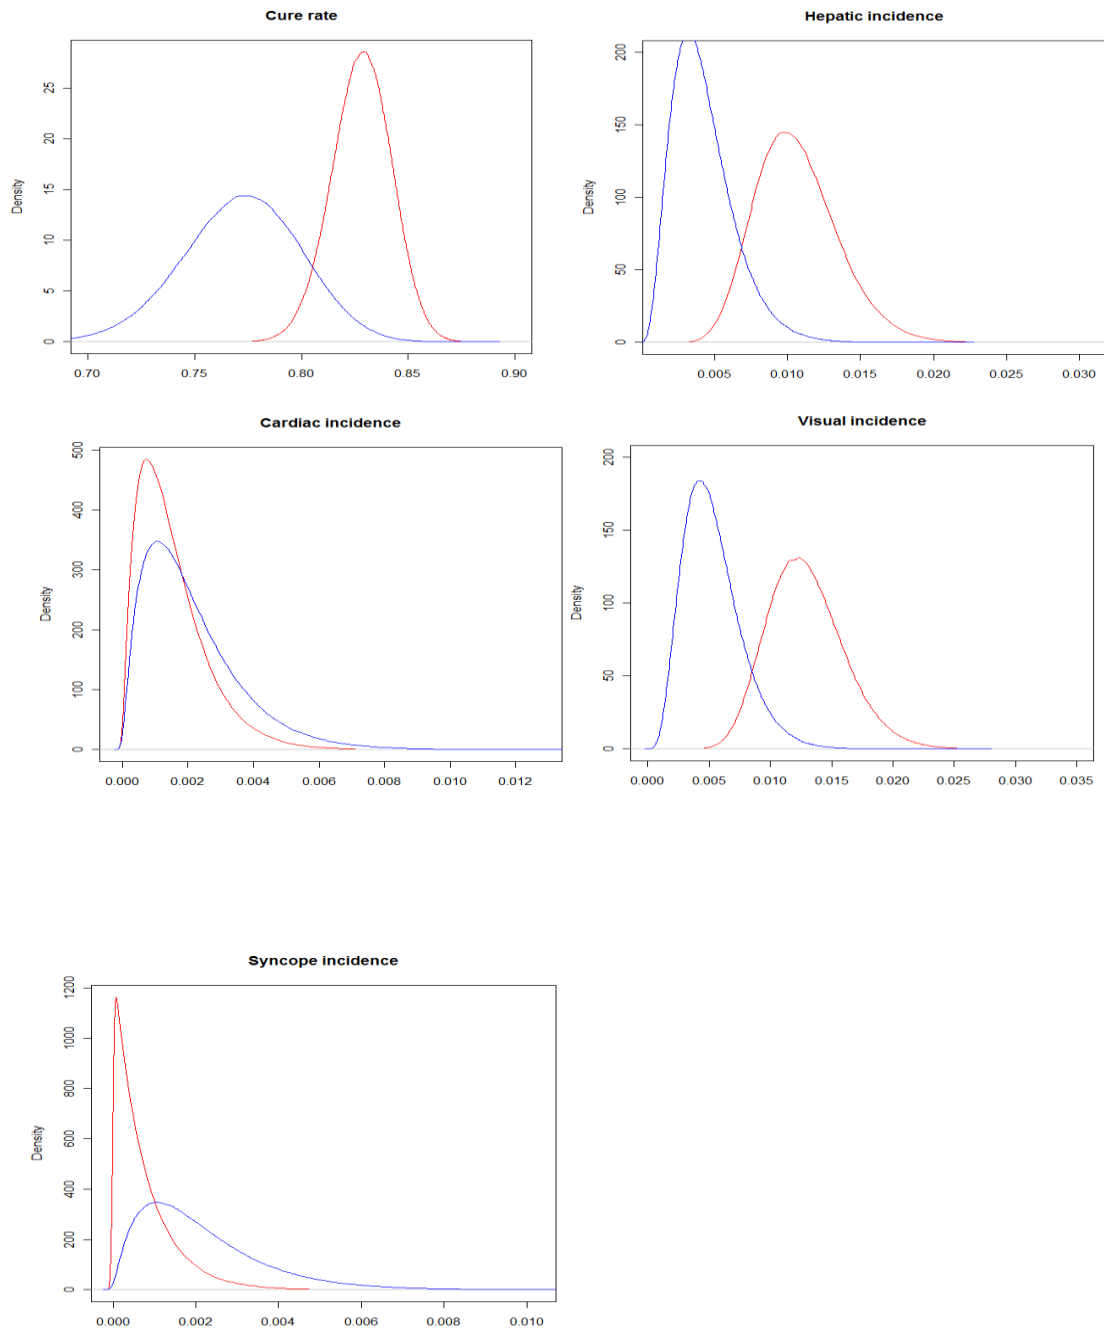 Cure rate
Density
0 5 10 15 20 25
0.70 0.75 0.80 0.85 0.90
Hepatic incidence
Density
0 50 100 150 200
0.005 0.010 0.015 0.020 0.025 0.030
Cardiac incidence
Density
0 100 200 300 400 500
0.000 0.002 0.004 0.006 0.008 0.010 0.012
Visual incidence
Density
0 50 100 150 200
0.000 0.005 0.010 0.015 0.020 0.025 0.030 0.035
Syncope incidence
Density
0 200 400 600 800 1000 1200
0.000 0.002 0.004 0.006 0.008 0.010